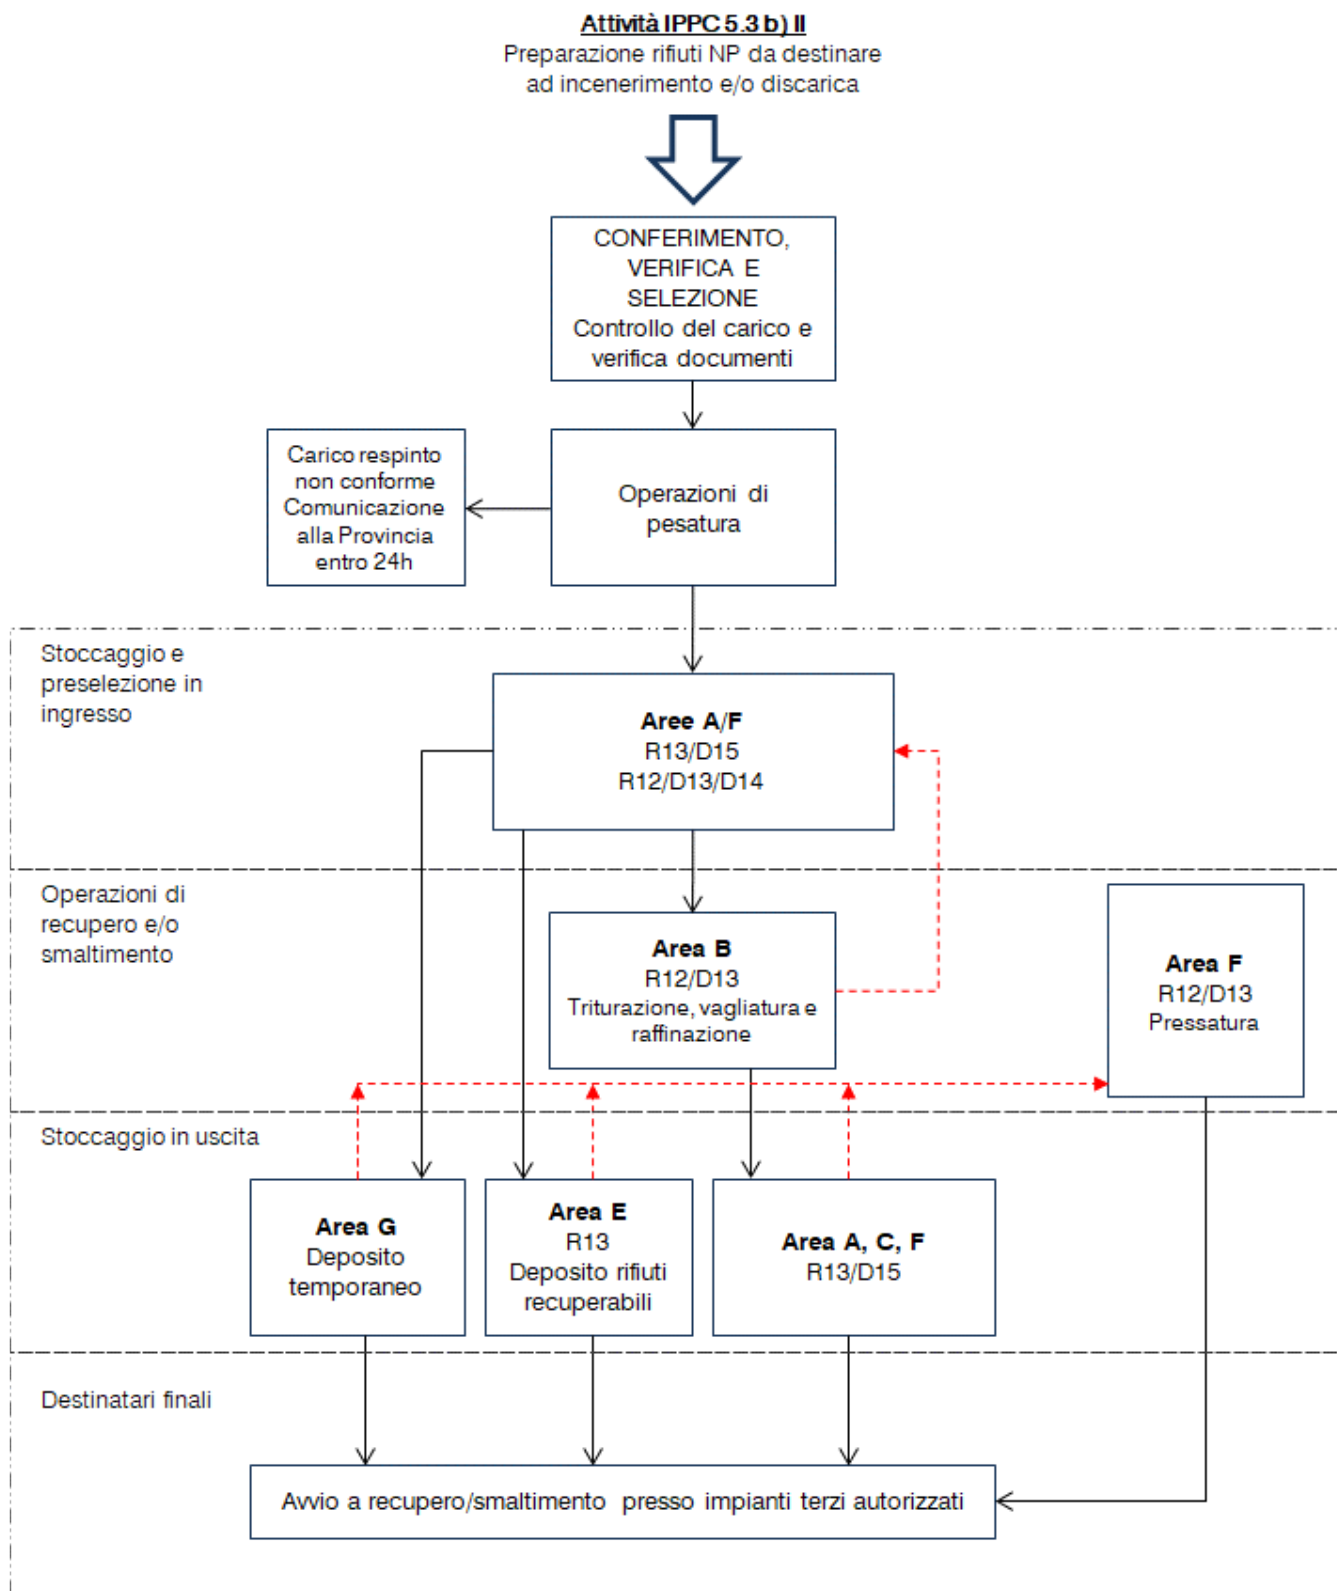 Attività IPPC 5.3 b) II
Preparazione rifiuti NP da destinare
ad incenerimento e/o discarica
CONFERIMENTO,
VERIFICA E
SELEZIONE
Controllo del carico e
verifica documenti
Carico respinto
non conforme
Comunicazione
alla Provincia
entro 24h
Operazioni di
pesatura
Stoccaggio e
preselezione in
ingresso
Aree A/F
R13/D15
R12/D13/D14
Operazioni di
recupero e/o
smaltimento
Area B
R12/D13
Triturazione, vagliatura e
raffinazione
Area F
R12/D13
Pressatura
Stoccaggio in uscita
Area G
Deposito
temporaneo
Area E
R13
Deposito rifiuti
recuperabili
Area A, C, F
R13/D15
Destinatari finali
Avvio a recupero/smaltimento presso impianti terzi autorizzati